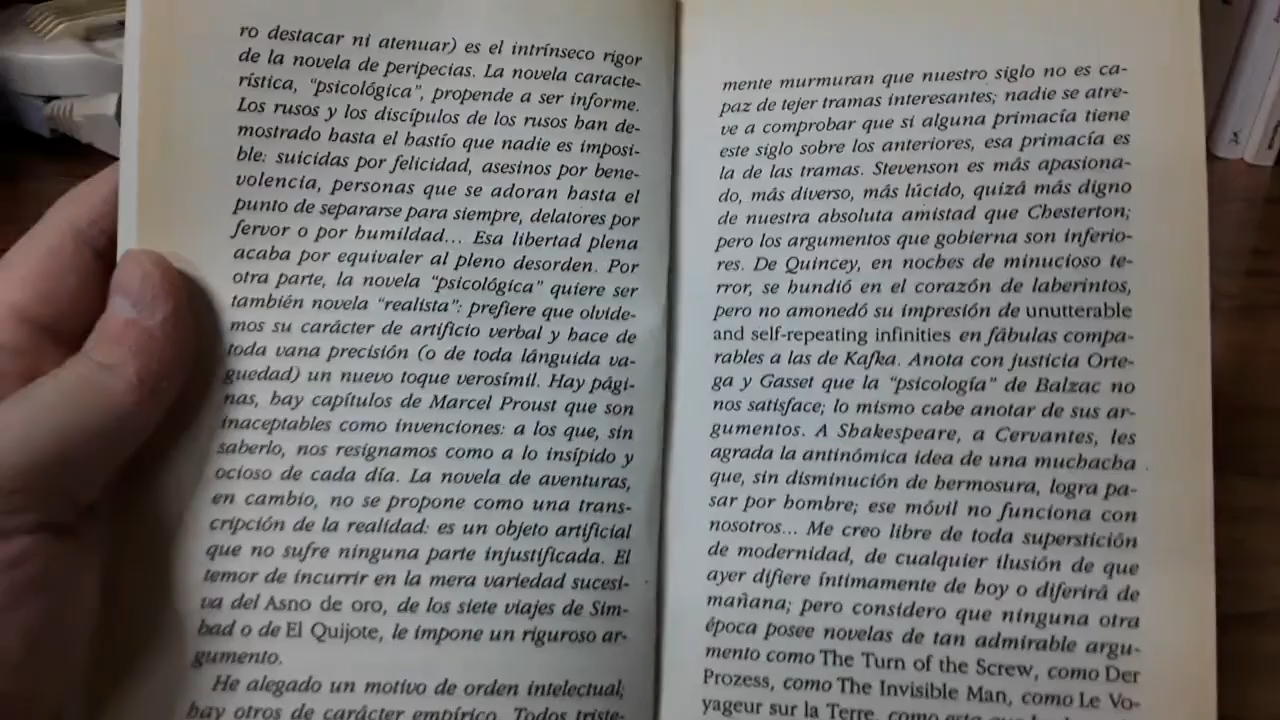 ro destacar ni atenuar) es el intrínseco rigor
de la novela de peripecias. La novela caracte-
rística, "psicológica", propende a ser informe.
Los rusos y los discípulos de los rusos han de-
mostrado hasta el hastío que nadie es imposi-
ble: suicidas por felicidad, asesinos por bene-
volencia, personas que se adoran hasta el
punto de separarse para siempre, delatores por
fervor o por humildad... Esa libertad plena
acaba por equivaler al pleno desorden. Por
otra parte, la novela "psicológica" quiere ser
también novela "realista": prefiere que olvide-
mos su carácter de artificio verbal y hace de
toda vana precisión (o de toda lánguida va-
guedad) un nuevo toque verosímil. Hay pági-
nas, hay capítulos de Marcel Proust que son
inaceptables como invenciones: a los que, sin
saberlo, nos resignamos como a lo insípido y
ocioso de cada día. La novela de aventuras,
en cambio, no se propone como una trans-
cripción de la realidad: es un objeto artificial
que no sufre ninguna parte injustificada. El
temor de incurrir en la mera variedad sucesi-
va del Asno de oro, de los siete viajes de Sim-
bad o de El Quijote, le impone un riguroso ar-
gumento.
He alegado un motivo de orden intelectual;
hay otros de carácter empírico. Todos triste-
mente murmuran que nuestro siglo no es ca-
paz de tejer tramas interesantes; nadie se atre-
ve a comprobar que si alguna primacía tiene
este siglo sobre los anteriores, esa primacía es
la de las tramas. Stevenson es más apasiona-
do, más diverso, más lúcido, quizá más digno
de nuestra absoluta amistad que Chesterton;
pero los argumentos que gobierna son inferio-
res. De Quincey, en noches de minucioso te-
rror, se hundió en el corazón de laberintos,
pero no amonedó su impresión de unutterable
and self-repeating infinities en fábulas compa-
rables a las de Kafka. Anota con justicia Orte-
ga y Gasset que la "psicología" de Balzac no
nos satisface; lo mismo cabe anotar de sus ar-
gumentos. A Shakespeare, a Cervantes, les
agrada la antinómica idea de una muchacha
que, sin disminución de hermosura, logra pa-
sar por hombre; ese móvil no funciona con
nosotros... Me creo libre de toda superstición
de modernidad, de cualquier ilusión de que
ayer difiere íntimamente de hoy o diferirá de
mañana; pero considero que ninguna otra
época posee novelas de tan admirable argu-
mento como The Turn of the Screw, como Der
Prozess, como The Invisible Man, como Le Vo-
yageur sur la Terre, como